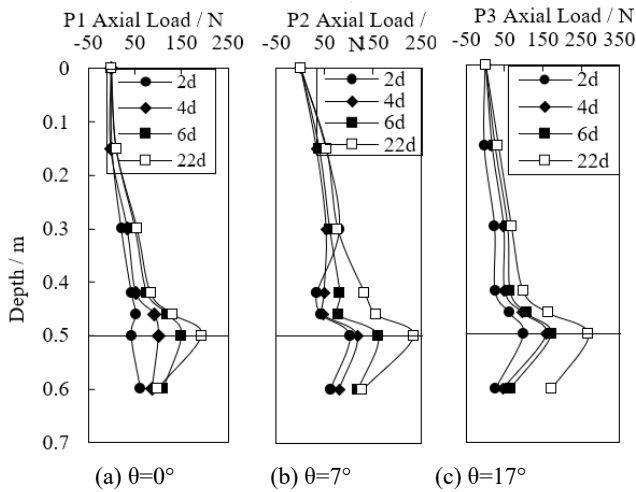 P1 Axial Load / N
-50 50 150 250
P2 Axial Load /
N
-50 50 150 250
P3 Axial Load / N
-50 50 150 250 350
0
0.1
0.2
0.3
0.4
0.5
0.6
0.7
Depth / m
2d
4d
6d
22d
2d
4d
6d
22d
2d
4d
6d
22d
(a) θ=0°
(b) θ=7°
(c) θ=17°